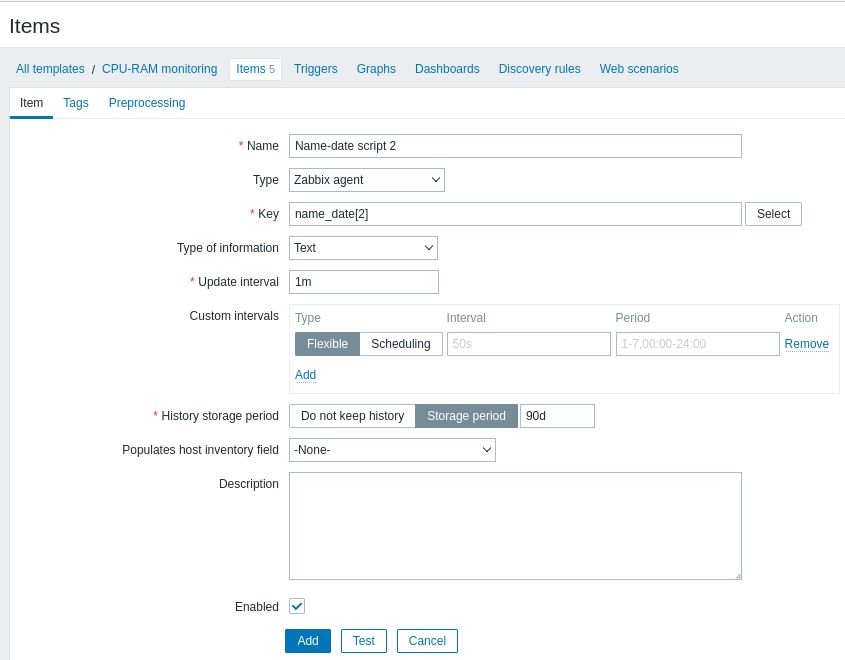 Items
All templates / CPU-RAM monitoring Items 5 Triggers Graphs Dashboards Discovery rules Web scenarios
Item Tags Preprocessing
* Name Name-date script 2
Type Zabbix agent
* Key name_date[2] Select
Type of information Text
* Update interval 1m
Custom intervals Type Interval Period Action
Flexible Scheduling 50s 1-7,00:00-24:00 Remove
Add
* History storage period Do not keep history Storage period 90d
Populates host inventory field -None-
Description
Enabled
Add Test Cancel